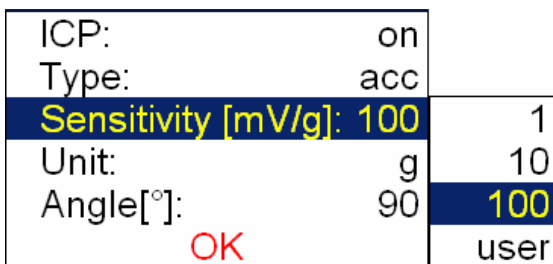 ICP: on
Type: acc
Sensitivity [mV/g]: 100
Unit: g
Angle[°]: 90
OK
1
10
100
user